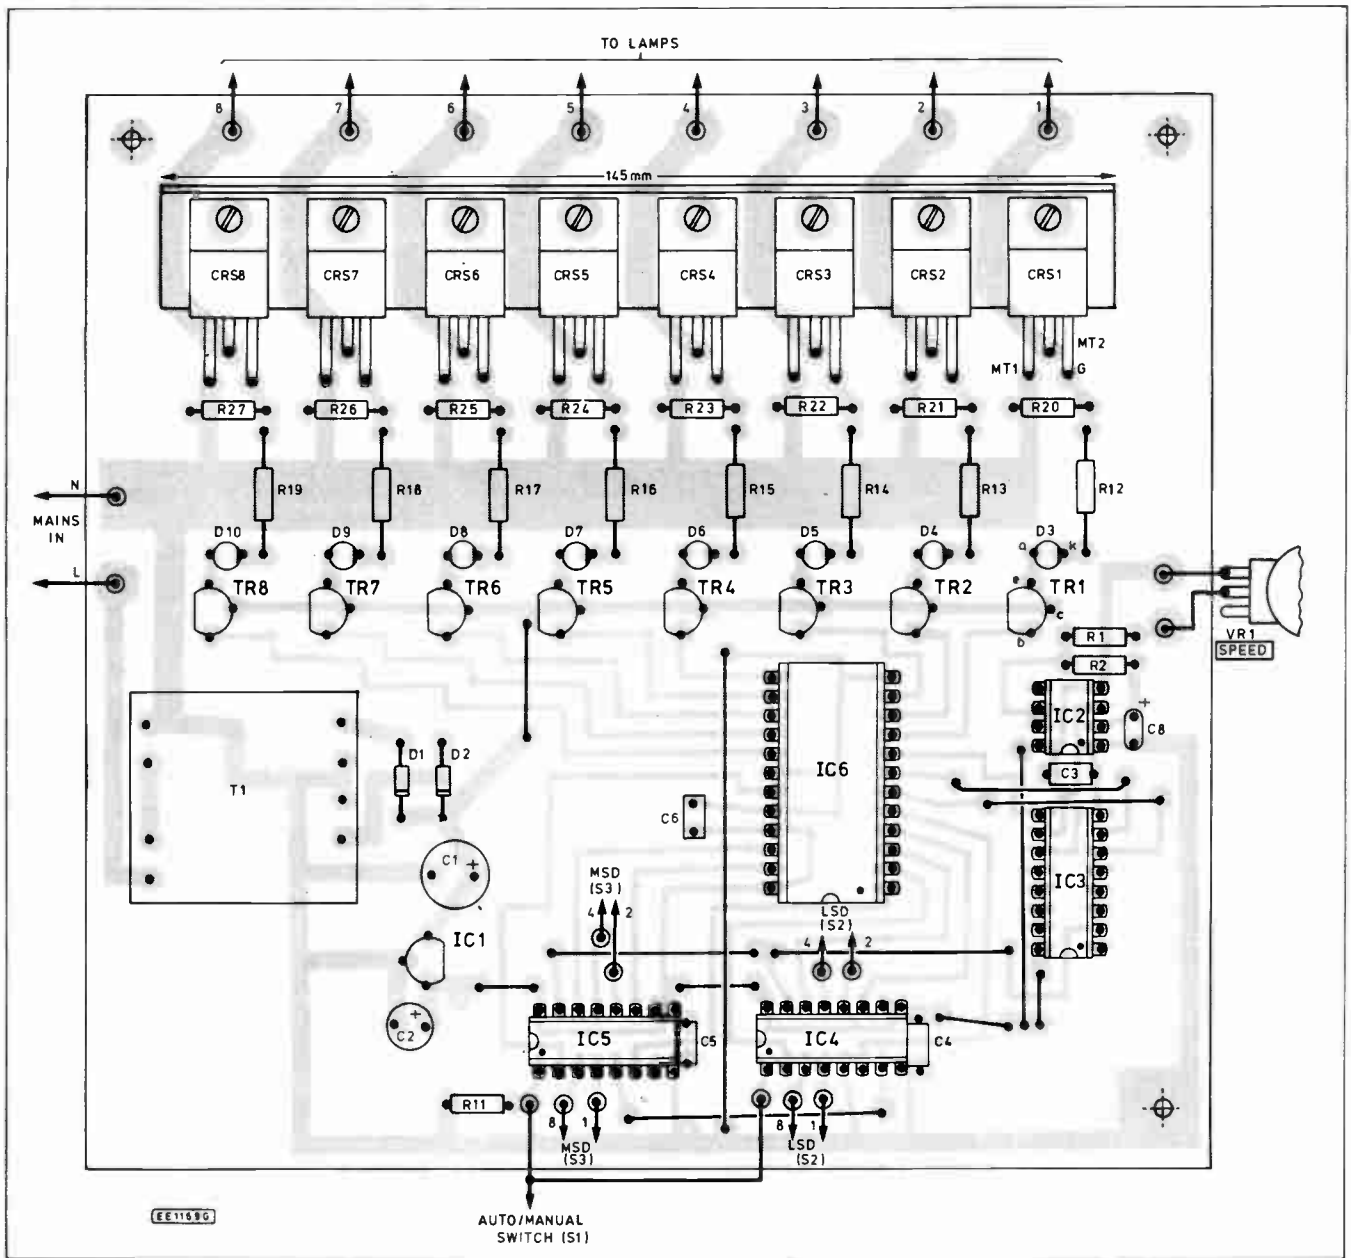 TO LAMPS
8 7 6 5 4 3 2 1
145mm
CRS8 CRS7 CRS6 CRS5 CRS4 CRS3 CRS2 CRS1
MT2
MT1 G
R27 R26 R25 R24 R23 R22 R21 R20
N
R19 R18 R17 R16 R15 R14 R13 R12
MAINS
IN
D10 D9 D8 D7 D6 D5 D4 D3
a k
L
TR8 TR7 TR6 TR5 TR4 TR3 TR2 TR1
e
c
b
R1
VR1
SPEED
R2
IC2
+
C8
D1 D2
T1
IC6
C3
C6
C1 +
MSD
(S3)
4 2
IC3
LSD
(S2)
4 2
IC1
+
C2
IC5 C5 IC4 C4
R11
8 1
MSD
(S3)
8 1
LSD
(S2)
EE1169G
AUTO/MANUAL
SWITCH (S1)